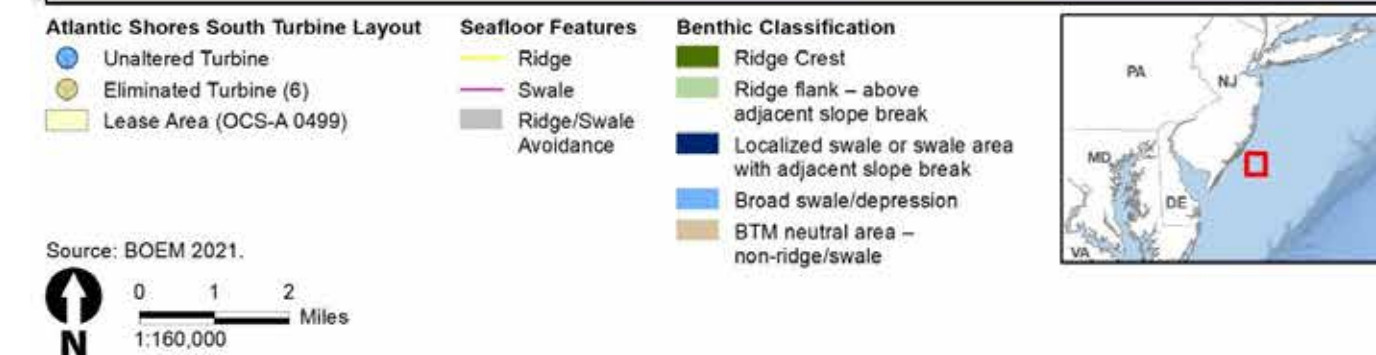 Atlantic Shores South Turbine Layout
Unaltered Turbine
Eliminated Turbine (6)
Lease Area (OCS-A 0499)
Seafloor Features
Ridge
Swale
Ridge/Swale
Avoidance
Benthic Classification
Ridge Crest
Ridge flank – above
adjacent slope break
Localized swale or swale area
with adjacent slope break
Broad swale/depression
BTM neutral area –
non-ridge/swale
PA
NJ
MD
DE
VA
Source: BOEM 2021.
N
0 1 2
Miles
1:160,000